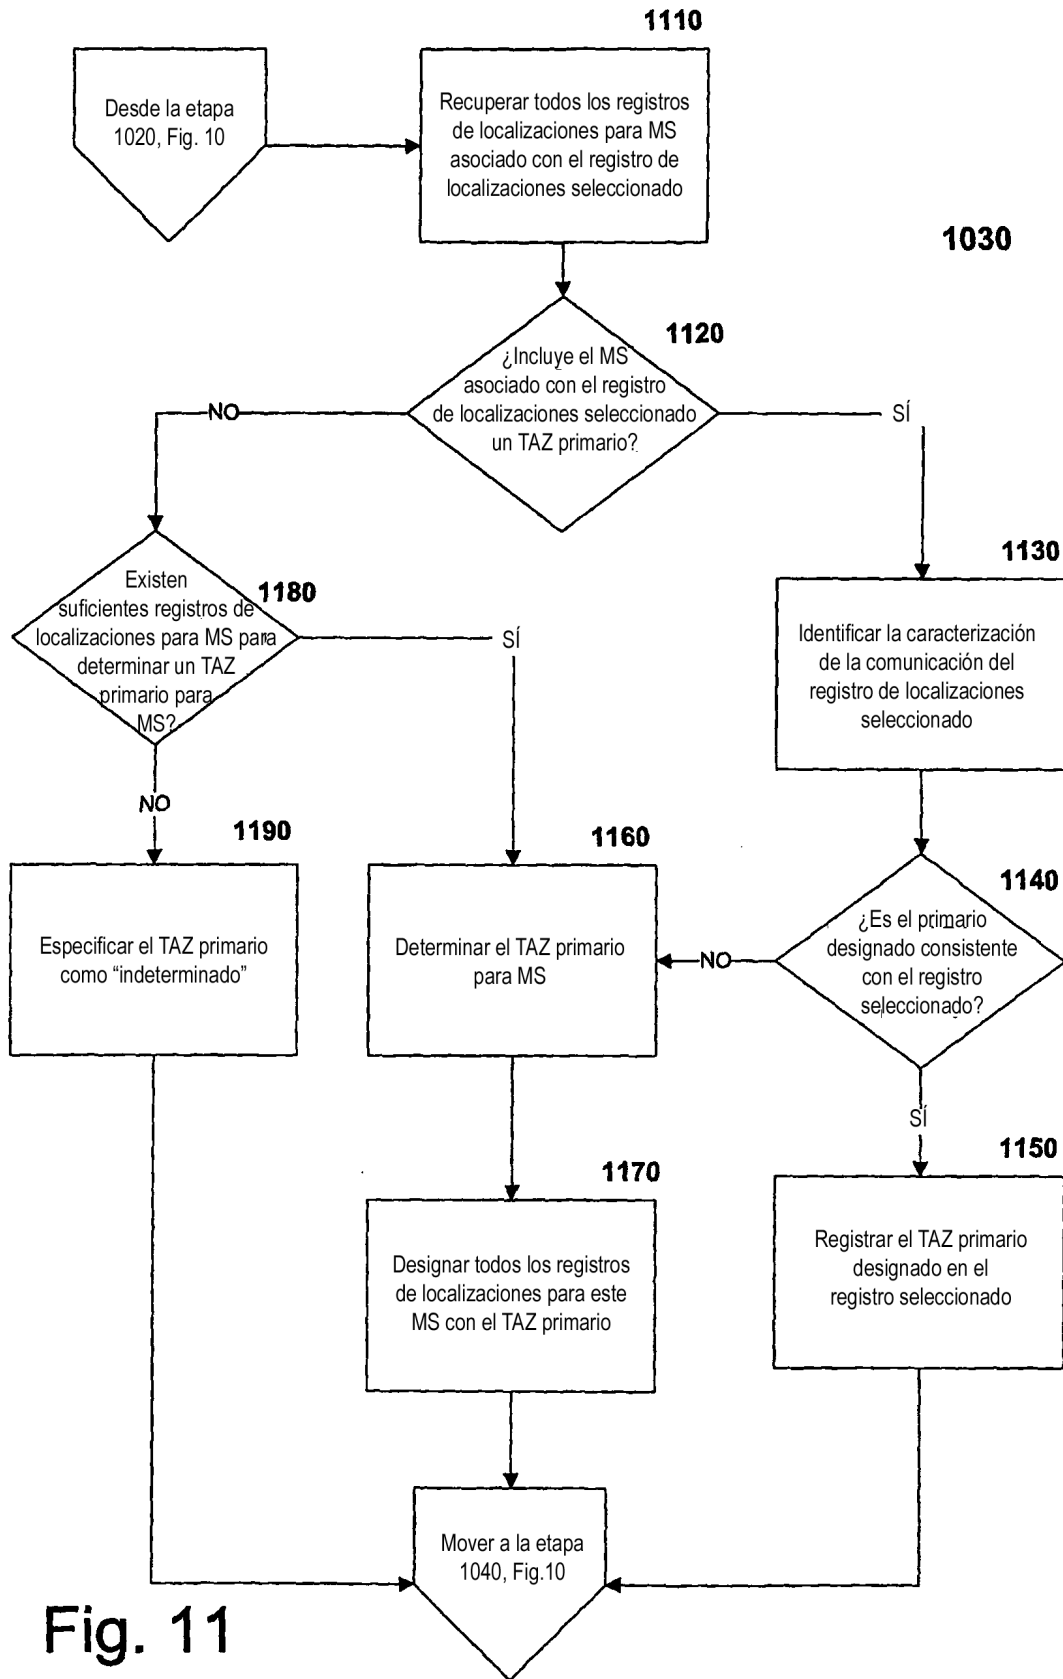 1110
Desde la etapa
1020, Fig. 10
Recuperar todos los registros
de localizaciones para MS
asociado con el registro de
localizaciones seleccionado
1030
1120
¿Incluye el MS
asociado con el registro
de localizaciones seleccionado
un TAZ primario?
NO
SÍ
1130
Identificar la caracterización
de la comunicación del
registro de localizaciones
seleccionado
1180
Existen
suficientes registros de
localizaciones para MS para
determinar un TAZ
primario para
MS?
SÍ
NO
1190
Especificar el TAZ primario
como “indeterminado”
1160
Determinar el TAZ primario
para MS
1140
¿Es el primario
designado consistente
con el registro
seleccionado?
NO
SÍ
1170
Designar todos los registros
de localizaciones para este
MS con el TAZ primario
1150
Registrar el TAZ primario
designado en el
registro seleccionado
Mover a la etapa
1040, Fig.10
Fig. 11